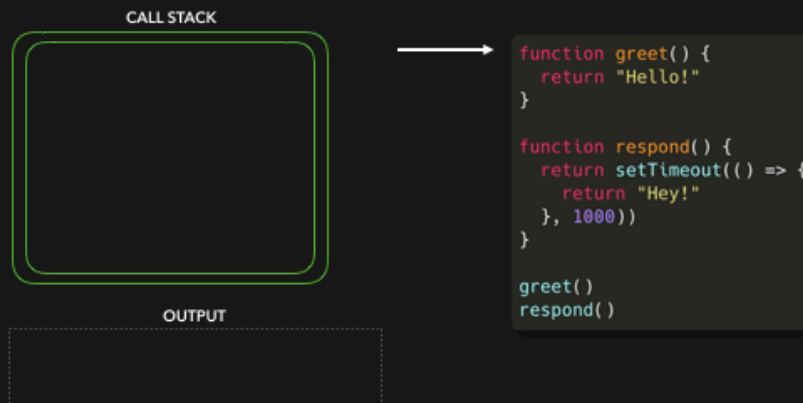 CALL STACK
function greet() {
  return "Hello!"
}
function respond() {
  return setTimeout(() => {
    return "Hey!"
  }, 1000))
}
greet()
respond()
OUTPUT